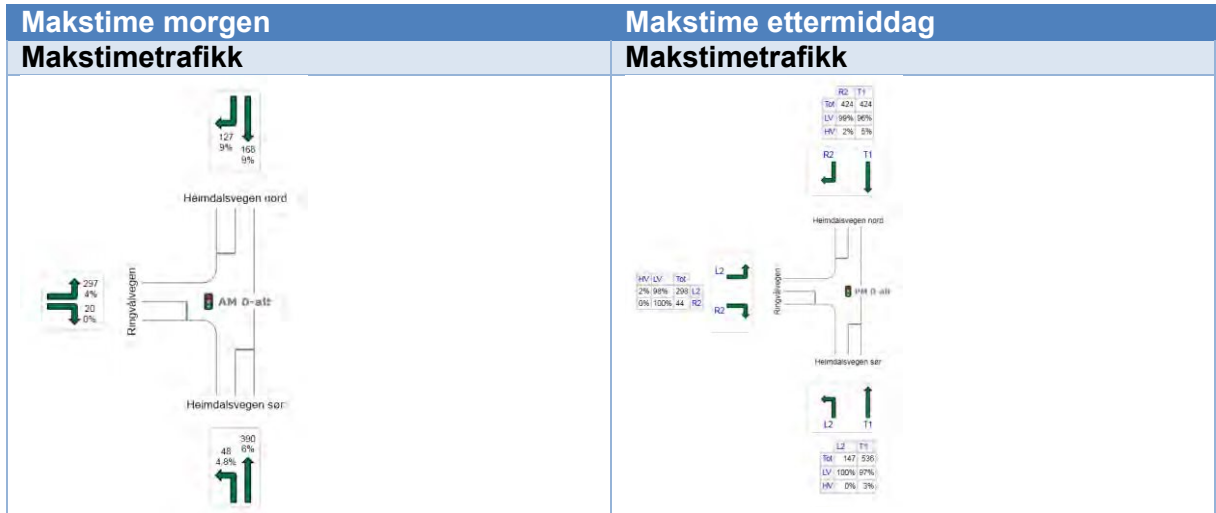 Makstime morgen
Makstimetrafikk
127
9%
168
9%
Heimdalsvegen nord
297
4%
20
0%
Ringvålvegen
AM 0-alt
Heimdalsvegen sør
48
4.8%
390
6%
Makstime ettermiddag
Makstimetrafikk
R2 T1
Tot 424 424
LV 99% 96%
HV 2% 5%
R2 T1
Heimdalsvegen nord
HV LV Tot
2% 98% 298 L2
0% 100% 44 R2
L2
R2
Ringvålvegen
PM 0-alt
Heimdalsvegen sør
L2 T1
L2 T1
Tot 147 536
LV 100% 97%
HV 0% 3%